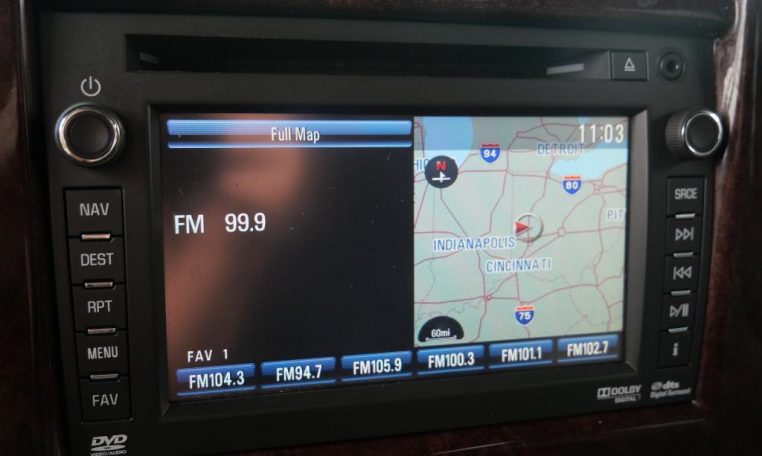 Full Map
11:03
FM 99.9
FAV 1
FM104.3
FM94.7
FM105.9
FM100.3
FM101.1
FM102.7
94
DETROIT
N
80
INDIANAPOLIS
CINCINNATI
75
60mi
NAV
DEST
RPT
MENU
FAV
SRCE
i
DVD
VIDEO/AUDIO
DOLBY
DIGITAL
dts
Digital Surround